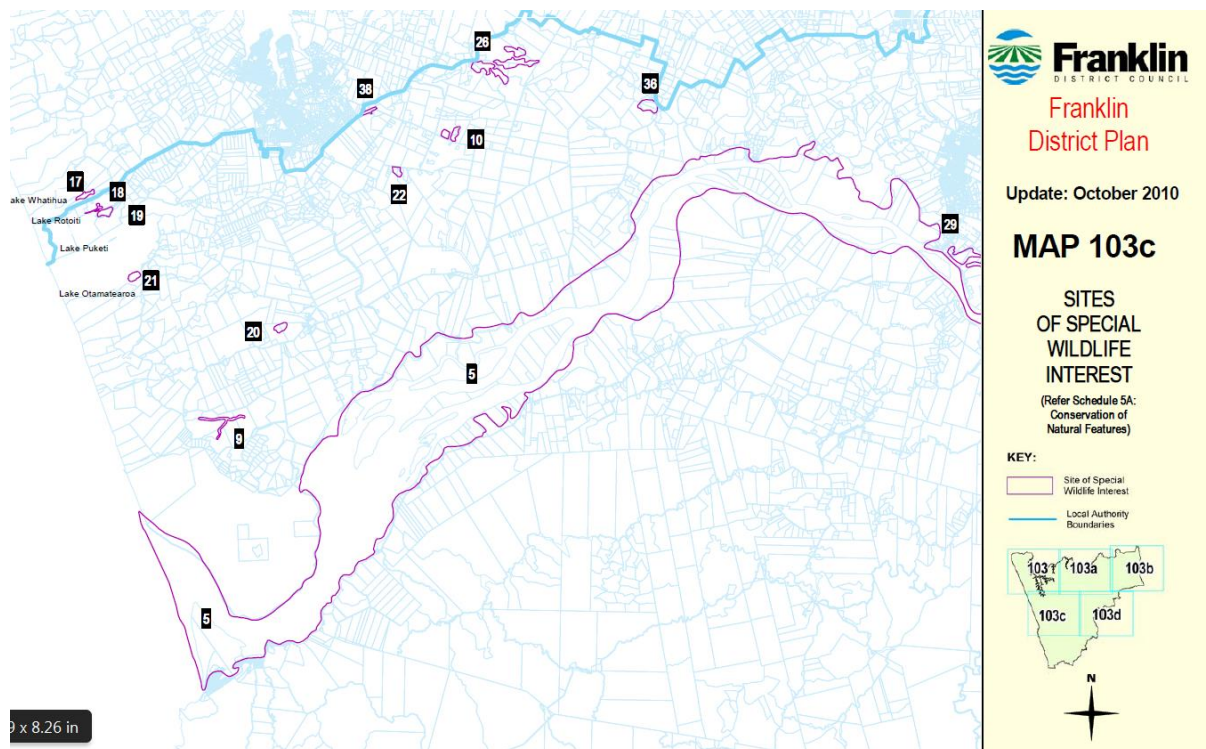 26
38
36
10
22
17
18
ake Whatihua
19
Lake Rotoiti
29
Lake Puketi
21
Lake Otamatearoa
20
5
9
5
9 x 8.26 in
Franklin
DISTRICT COUNCIL
Franklin
District Plan
Update: October 2010
MAP 103c
SITES
OF SPECIAL
WILDLIFE
INTEREST
(Refer Schedule 5A:
Conservation of
Natural Features)
KEY:
Site of Special
Wildlife Interest
Local Authority
Boundaries
103
103a
103b
103c
103d
N